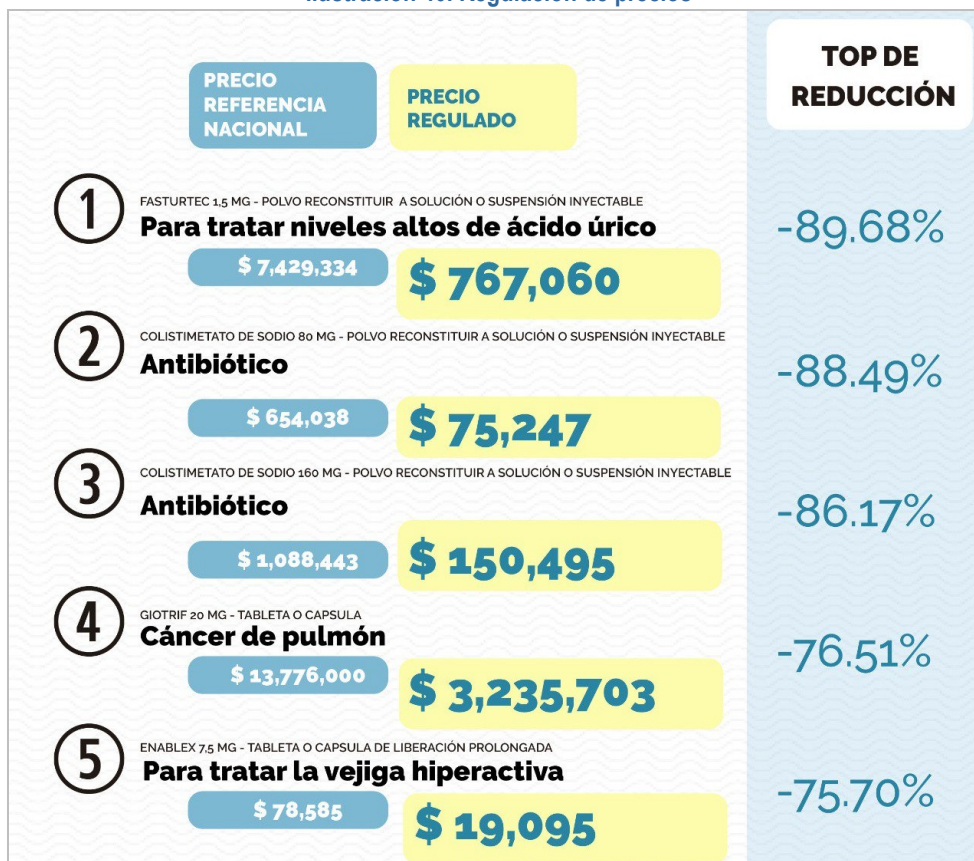 Ilustración 40. Regulación de precios
PRECIO
REFERENCIA
NACIONAL
PRECIO
REGULADO
TOP DE
REDUCCIÓN
1
FASTURTEC 1,5 MG - POLVO RECONSTITUIR A SOLUCIÓN O SUSPENSIÓN INYECTABLE
Para tratar niveles altos de ácido úrico
$ 7,429,334
$ 767,060
-89.68%
2
COLISTIMETATO DE SODIO 80 MG - POLVO RECONSTITUIR A SOLUCIÓN O SUSPENSIÓN INYECTABLE
Antibiótico
$ 654,038
$ 75,247
-88.49%
3
COLISTIMETATO DE SODIO 160 MG - POLVO RECONSTITUIR A SOLUCIÓN O SUSPENSIÓN INYECTABLE
Antibiótico
$ 1,088,443
$ 150,495
-86.17%
4
GIOTRIF 20 MG - TABLETA O CAPSULA
Cáncer de pulmón
$ 13,776,000
$ 3,235,703
-76.51%
5
ENABLEX 7,5 MG - TABLETA O CAPSULA DE LIBERACIÓN PROLONGADA
Para tratar la vejiga hiperactiva
$ 78,585
$ 19,095
-75.70%